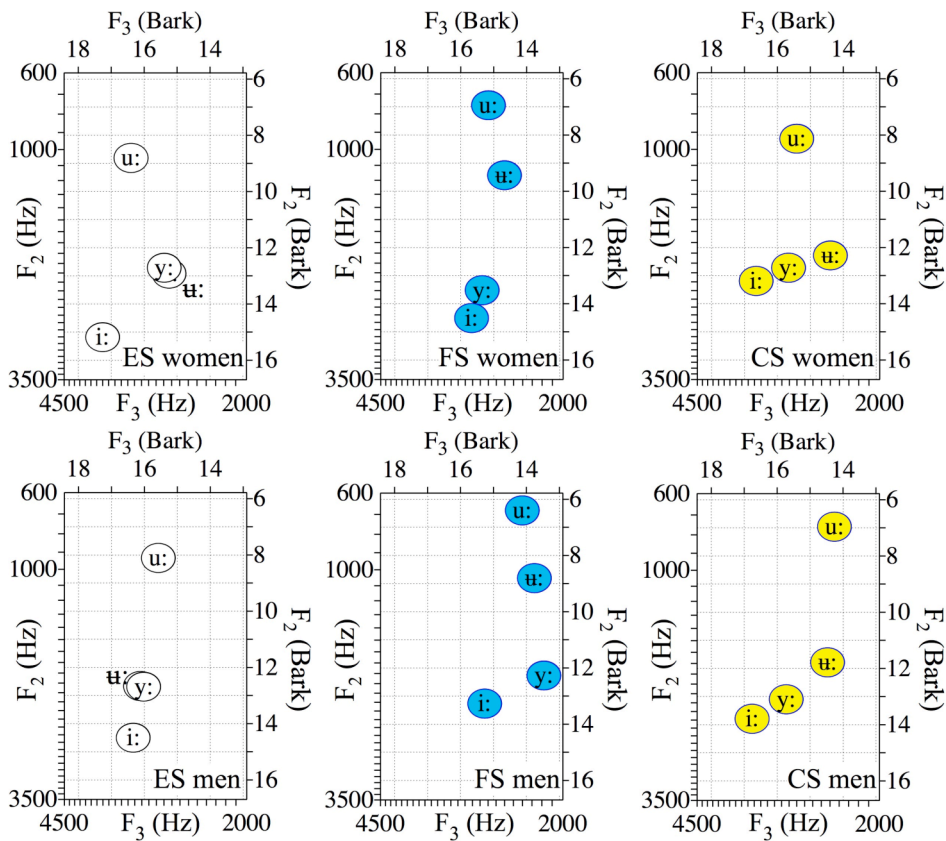 F₃ (Bark)
18 16 14
600
1000
3500
F₂ (Hz)
6
8
10
12
14
16
F₂ (Bark)
u:
y:
ʉ:
i:
ES women
4500 F₃ (Hz) 2000
F₃ (Bark)
18 16 14
600
1000
3500
F₂ (Hz)
6
8
10
12
14
16
F₂ (Bark)
u:
ʉ:
y:
i:
FS women
4500 F₃ (Hz) 2000
F₃ (Bark)
18 16 14
600
1000
3500
F₂ (Hz)
6
8
10
12
14
16
F₂ (Bark)
u:
ʉ:
y:
i:
CS women
4500 F₃ (Hz) 2000
F₃ (Bark)
18 16 14
600
1000
3500
F₂ (Hz)
6
8
10
12
14
16
F₂ (Bark)
u:
ʉ:
y:
i:
ES men
4500 F₃ (Hz) 2000
F₃ (Bark)
18 16 14
600
1000
3500
F₂ (Hz)
6
8
10
12
14
16
F₂ (Bark)
u:
ʉ:
y:
i:
FS men
4500 F₃ (Hz) 2000
F₃ (Bark)
18 16 14
600
1000
3500
F₂ (Hz)
6
8
10
12
14
16
F₂ (Bark)
u:
ʉ:
y:
i:
CS men
4500 F₃ (Hz) 2000